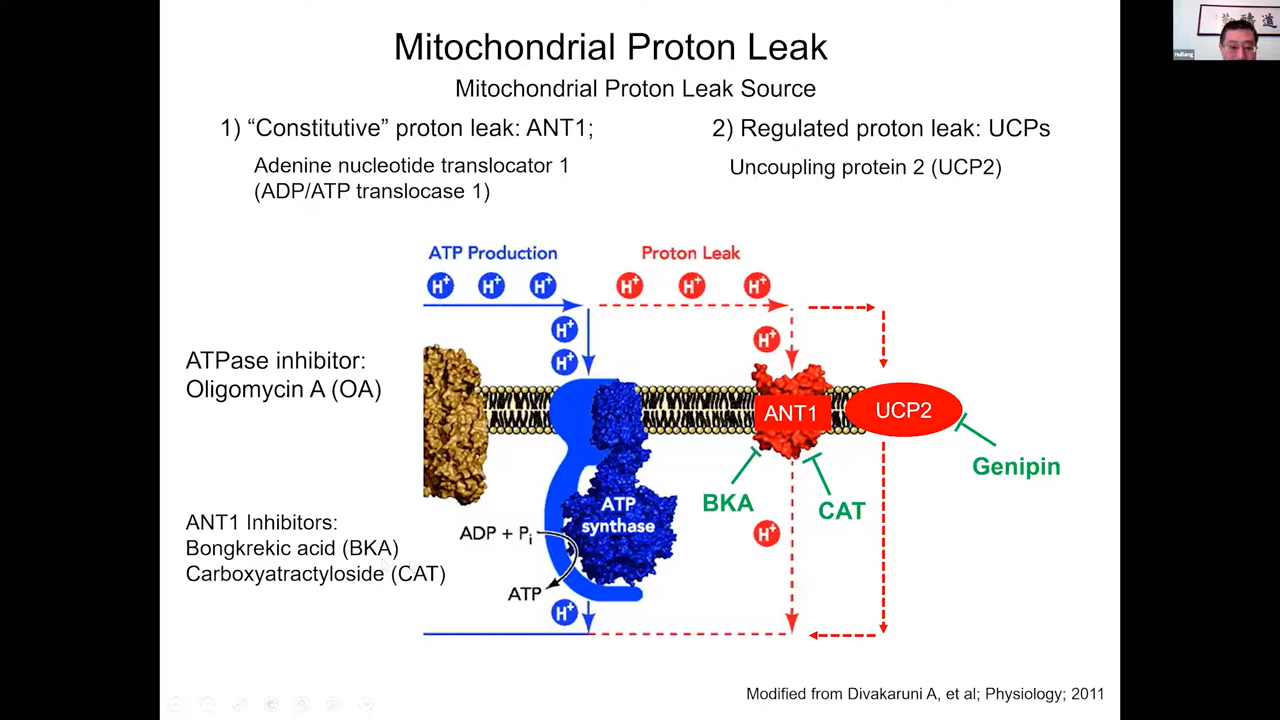 Mitochondrial Proton Leak
Mitochondrial Proton Leak Source
1) “Constitutive” proton leak: ANT1;
Adenine nucleotide translocator 1
(ADP/ATP translocase 1)
2) Regulated proton leak: UCPs
Uncoupling protein 2 (UCP2)
ATP Production
Proton Leak
H+ H+ H+ H+ H+ H+
H+
H+
H+
ATPase inhibitor:
Oligomycin A (OA)
ANT1
UCP2
Genipin
BKA
CAT
ATP
synthase
ADP + Pi
ATP
H+
H+
ANT1 Inhibitors:
Bongkrekic acid (BKA)
Carboxyatractyloside (CAT)
Modified from Divakaruni A, et al; Physiology; 2011
道
Huliang